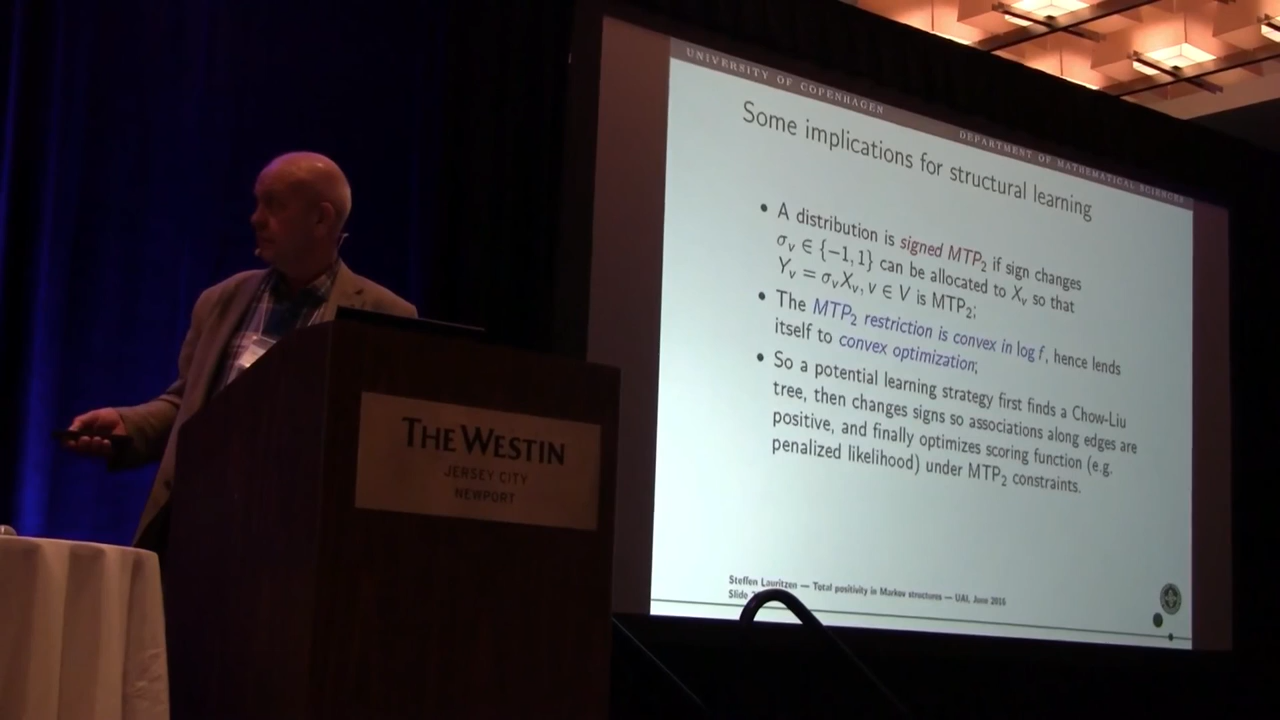 UNIVERSITY OF COPENHAGEN
DEPARTMENT OF MATHEMATICAL SCIENCES
Some implications for structural learning
• A distribution is signed MTP₂ if sign changes
σᵥ ∈ {−1, 1} can be allocated to Xᵥ so that
Yᵥ = σᵥXᵥ, v ∈ V is MTP₂;
• The MTP₂ restriction is convex in log f, hence lends
itself to convex optimization;
• So a potential learning strategy first finds a Chow-Liu
tree, then changes signs so associations along edges are
positive, and finally optimizes scoring function (e.g.
penalized likelihood) under MTP₂ constraints.
Steffen Lauritzen — Total positivity in Markov structures — UAI, June 2016
Slide
THE WESTIN
JERSEY CITY
NEWPORT